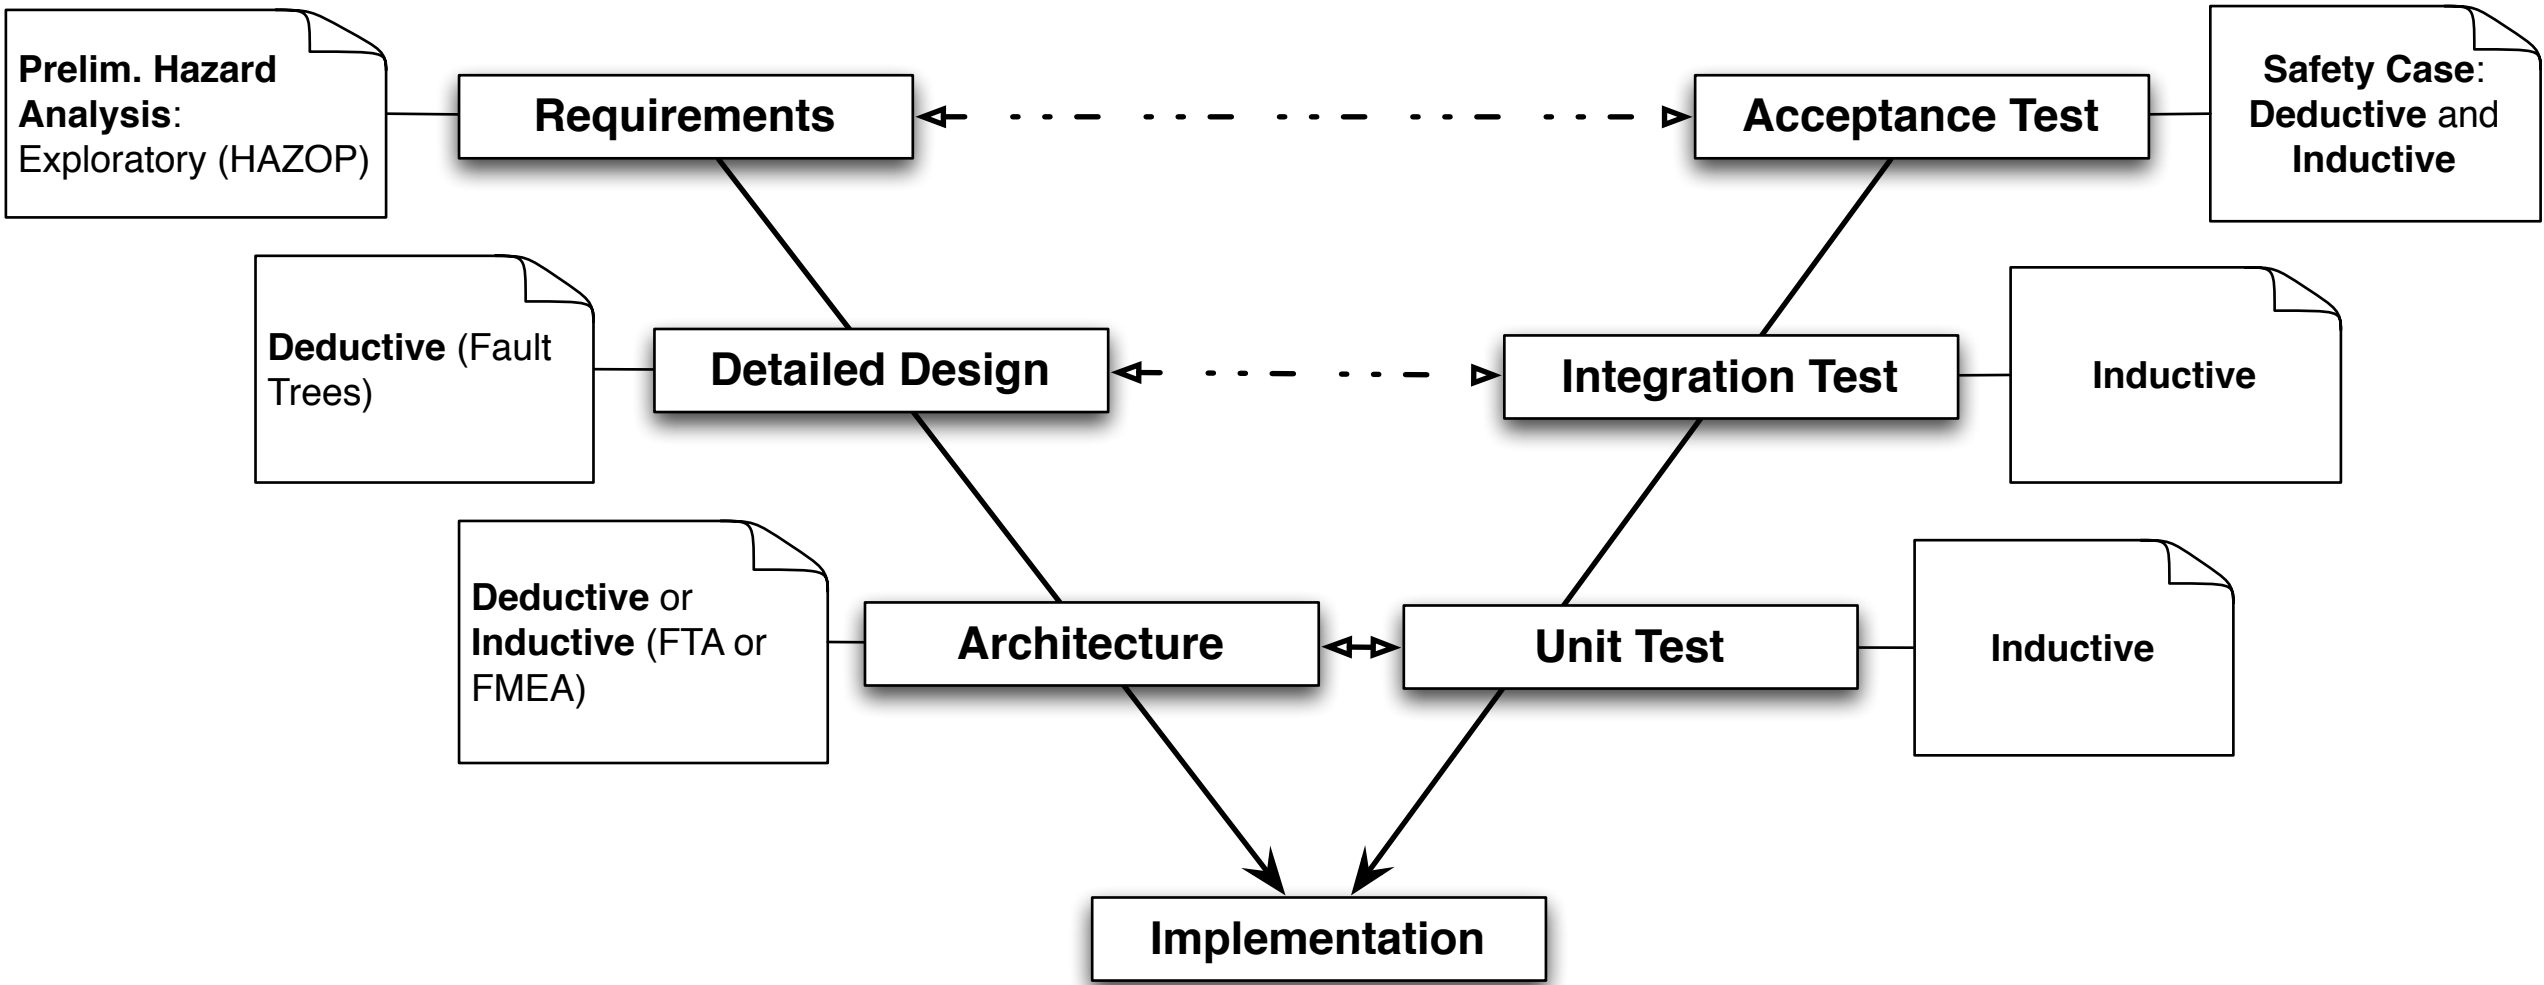 Prelim. Hazard
Analysis:
Exploratory (HAZOP)
Requirements
Acceptance Test
Safety Case:
Deductive and
Inductive
Deductive (Fault
Trees)
Detailed Design
Integration Test
Inductive
Deductive or
Inductive (FTA or
FMEA)
Architecture
Unit Test
Inductive
Implementation